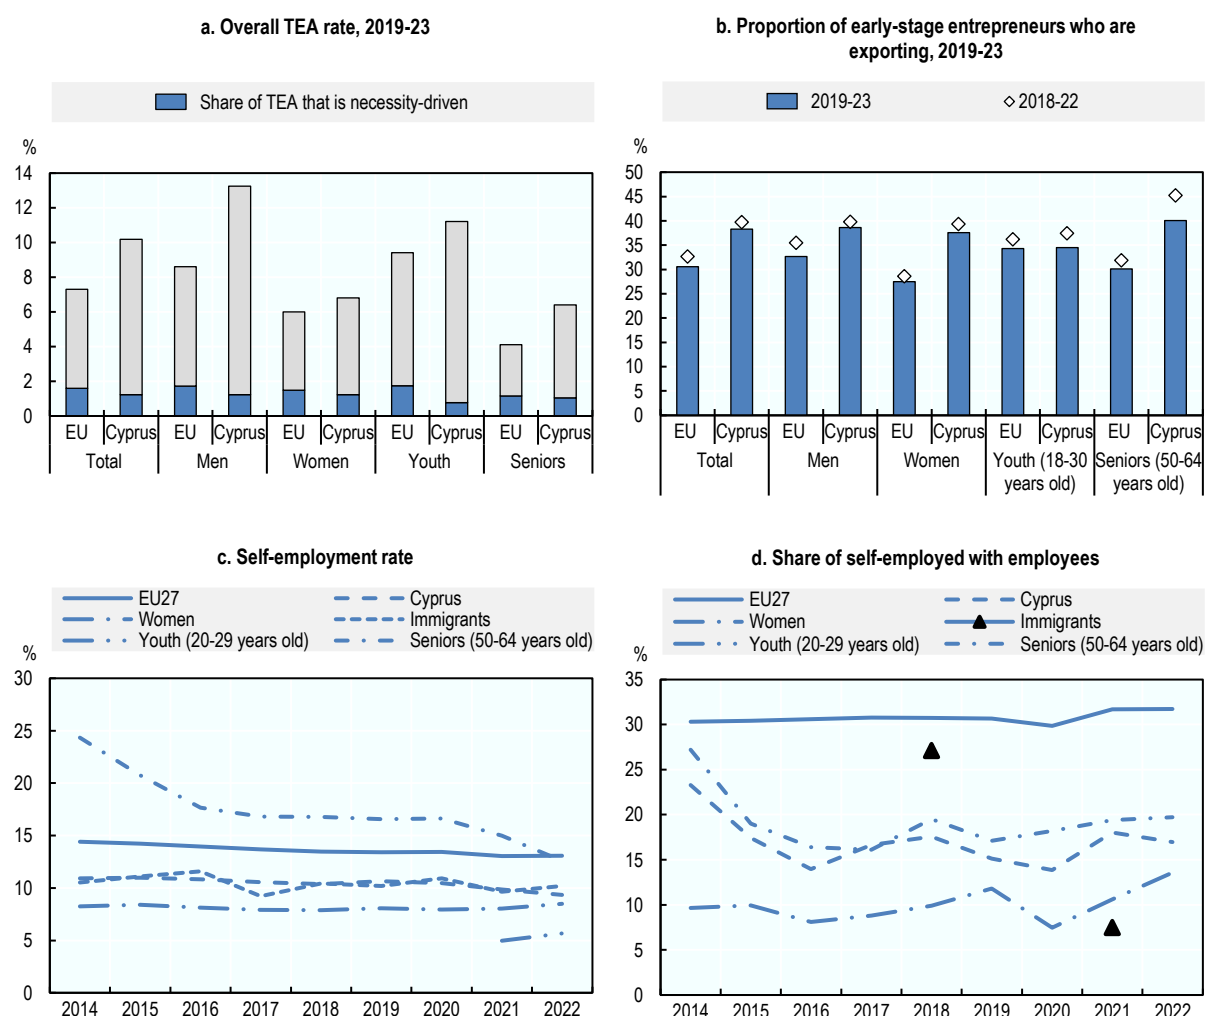 a. Overall TEA rate, 2019-23
Share of TEA that is necessity-driven
%
14
12
10
8
6
4
2
0
EU Cyprus EU Cyprus EU Cyprus EU Cyprus EU Cyprus
Total Men Women Youth Seniors
b. Proportion of early-stage entrepreneurs who are
exporting, 2019-23
2019-23 2018-22
%
50
45
40
35
30
25
20
15
10
5
0
EU Cyprus EU Cyprus EU Cyprus EU Cyprus EU Cyprus
Total Men Women Youth (18-30 Seniors (50-64
years old) years old)
c. Self-employment rate
EU27 Cyprus
Women Immigrants
Youth (20-29 years old) Seniors (50-64 years old)
%
30
25
20
15
10
5
0
2014 2015 2016 2017 2018 2019 2020 2021 2022
d. Share of self-employed with employees
EU27 Cyprus
Women Immigrants
Youth (20-29 years old) Seniors (50-64 years old)
%
35
30
25
20
15
10
5
0
2014 2015 2016 2017 2018 2019 2020 2021 2022